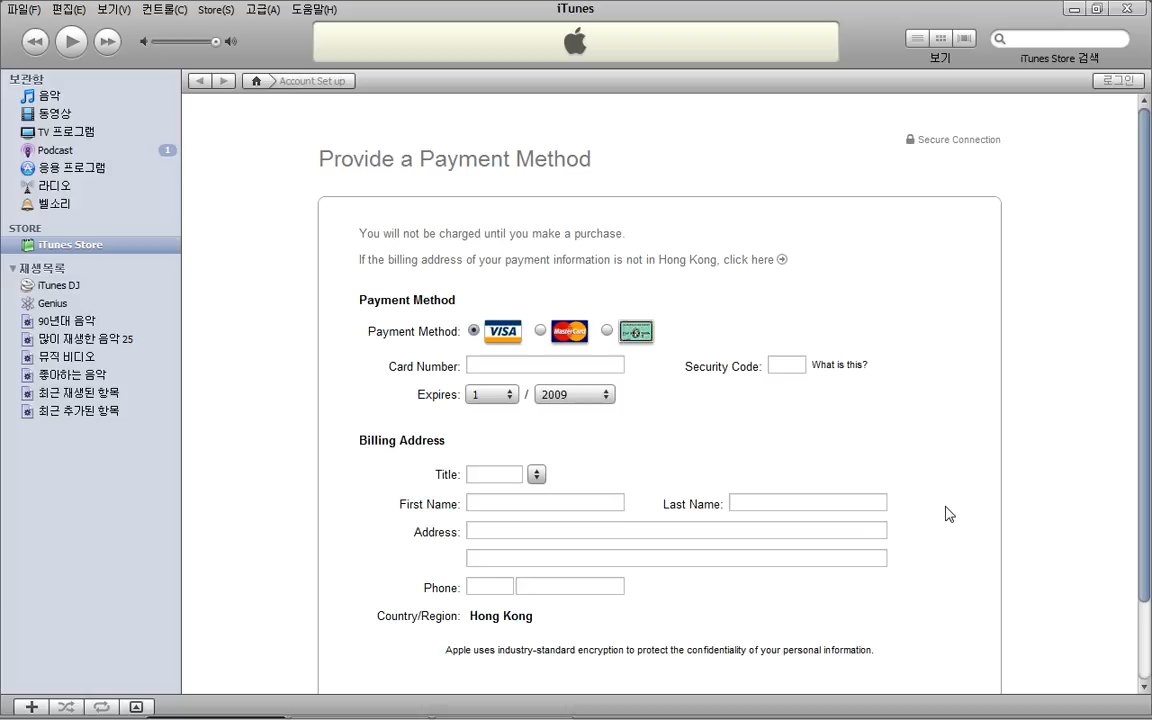 파일(F) 편집(E) 보기(V) 컨트롤(C) Store(S) 고급(A) 도움말(H)
iTunes
보기
iTunes Store 검색
보관함
음악
동영상
TV 프로그램
Podcast 1
응용 프로그램
라디오
벨소리
STORE
iTunes Store
재생목록
iTunes DJ
Genius
90년대 음악
많이 재생한 음악 25
뮤직 비디오
좋아하는 음악
최근 재생된 항목
최근 추가된 항목
Account Set up
로그인
Secure Connection
Provide a Payment Method
You will not be charged until you make a purchase.
If the billing address of your payment information is not in Hong Kong, click here
Payment Method
Payment Method: VISA MasterCard
Card Number: Security Code: What is this?
Expires: 1 / 2009
Billing Address
Title:
First Name: Last Name:
Address:
Phone:
Country/Region: Hong Kong
Apple uses industry-standard encryption to protect the confidentiality of your personal information.